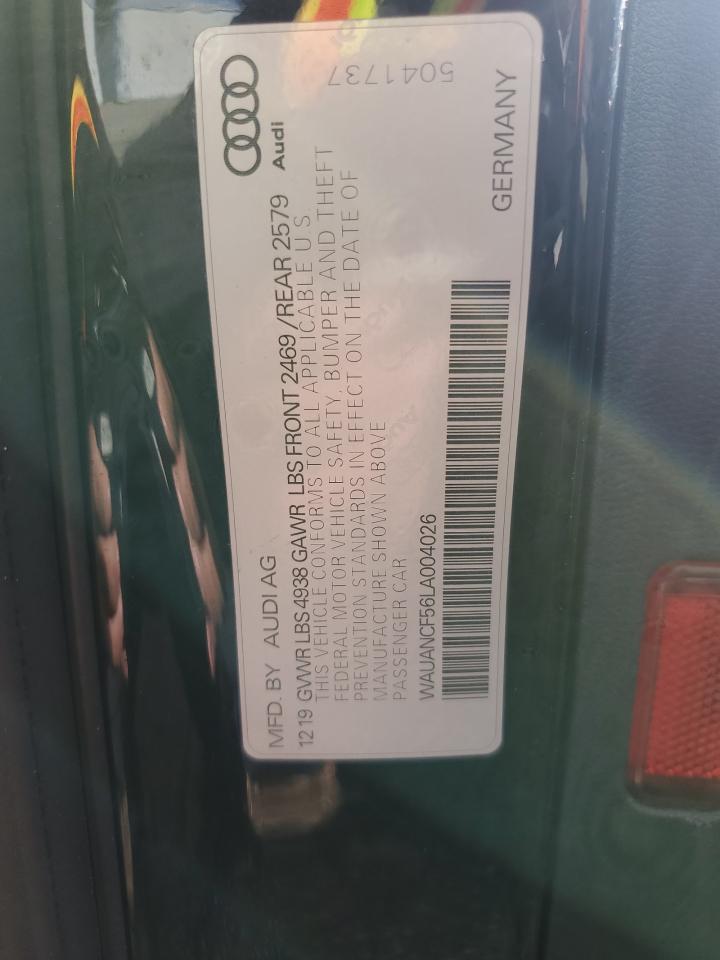 MFD. BY AUDI AG
Audi
12 19 GVWR LBS 4938 GAWR LBS FRONT 2469 /REAR 2579
THIS VEHICLE CONFORMS TO ALL APPLICABLE U.S.
FEDERAL MOTOR VEHICLE SAFETY, BUMPER AND THEFT
PREVENTION STANDARDS IN EFFECT ON THE DATE OF
MANUFACTURE SHOWN ABOVE
PASSENGER CAR
WAUANCF56LA004026
GERMANY
5041737